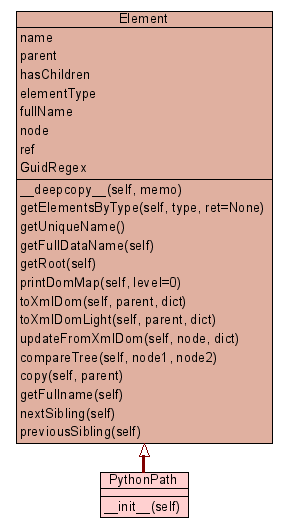 Element
name
parent
hasChildren
elementType
fullName
node
ref
GuidRegex
__deepcopy__(self, memo)
getElementsByType(self, type, ret=None)
getUniqueName()
getFullDataName(self)
getRoot(self)
printDomMap(self, level=0)
toXmlDom(self, parent, dict)
toXmlDomLight(self, parent, dict)
updateFromXmlDom(self, node, dict)
compareTree(self, node1, node2)
copy(self, parent)
getFullname(self)
nextSibling(self)
previousSibling(self)
PythonPath
__init__(self)